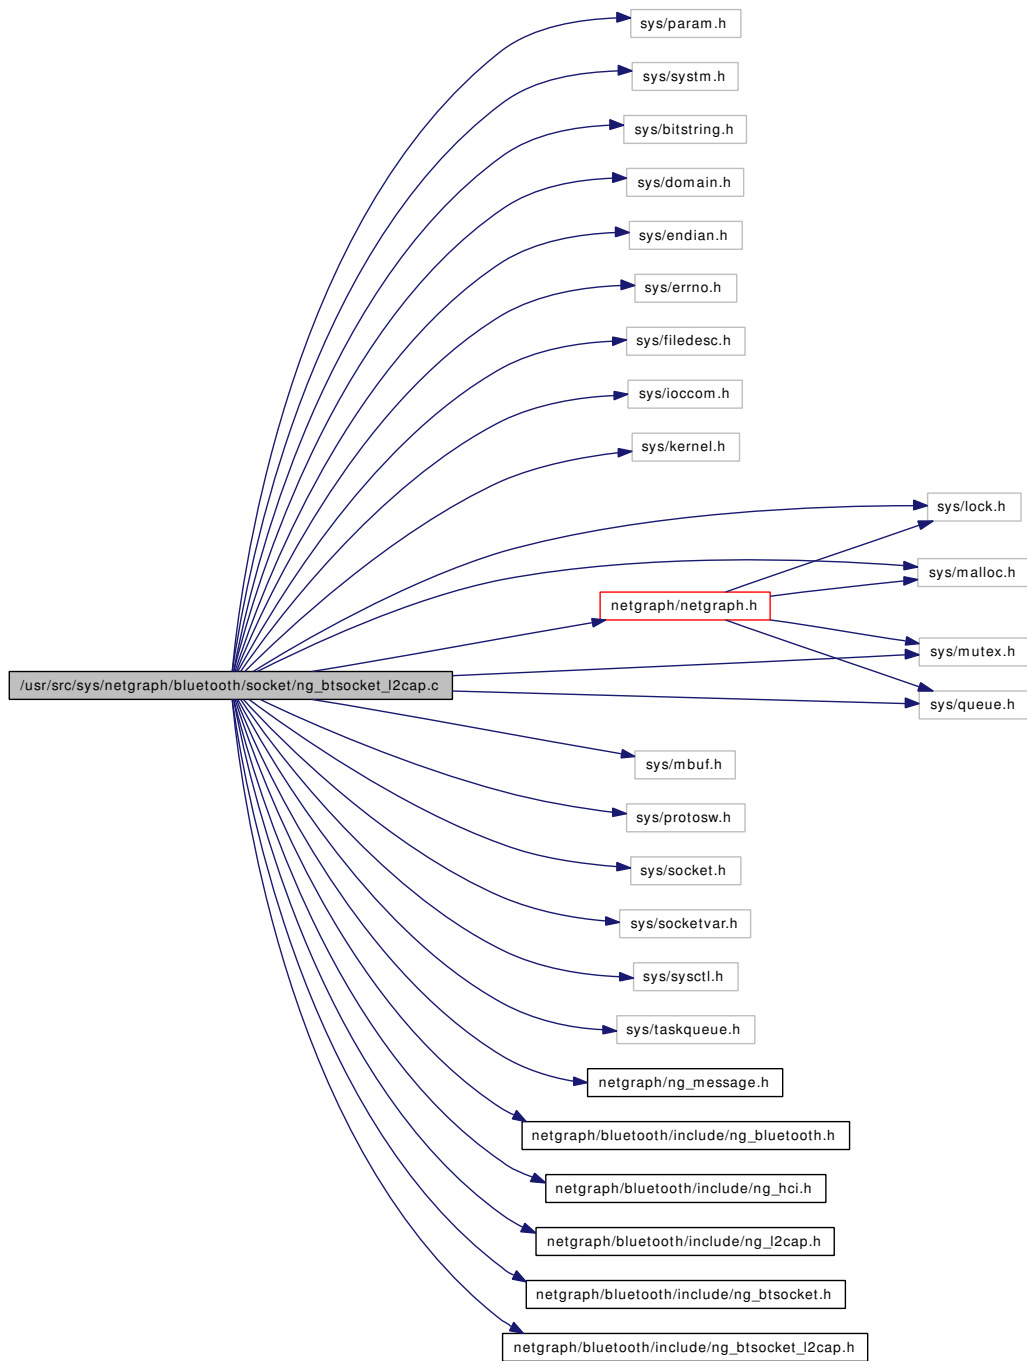 sys/param.h
sys/systm.h
sys/bitstring.h
sys/domain.h
sys/endian.h
sys/errno.h
sys/filedesc.h
sys/ioccom.h
sys/kernel.h
sys/lock.h
sys/malloc.h
netgraph/netgraph.h
sys/mutex.h
/usr/src/sys/netgraph/bluetooth/socket/ng_btsocket_l2cap.c
sys/queue.h
sys/mbuf.h
sys/protosw.h
sys/socket.h
sys/socketvar.h
sys/sysctl.h
sys/taskqueue.h
netgraph/ng_message.h
netgraph/bluetooth/include/ng_bluetooth.h
netgraph/bluetooth/include/ng_hci.h
netgraph/bluetooth/include/ng_l2cap.h
netgraph/bluetooth/include/ng_btsocket.h
netgraph/bluetooth/include/ng_btsocket_l2cap.h